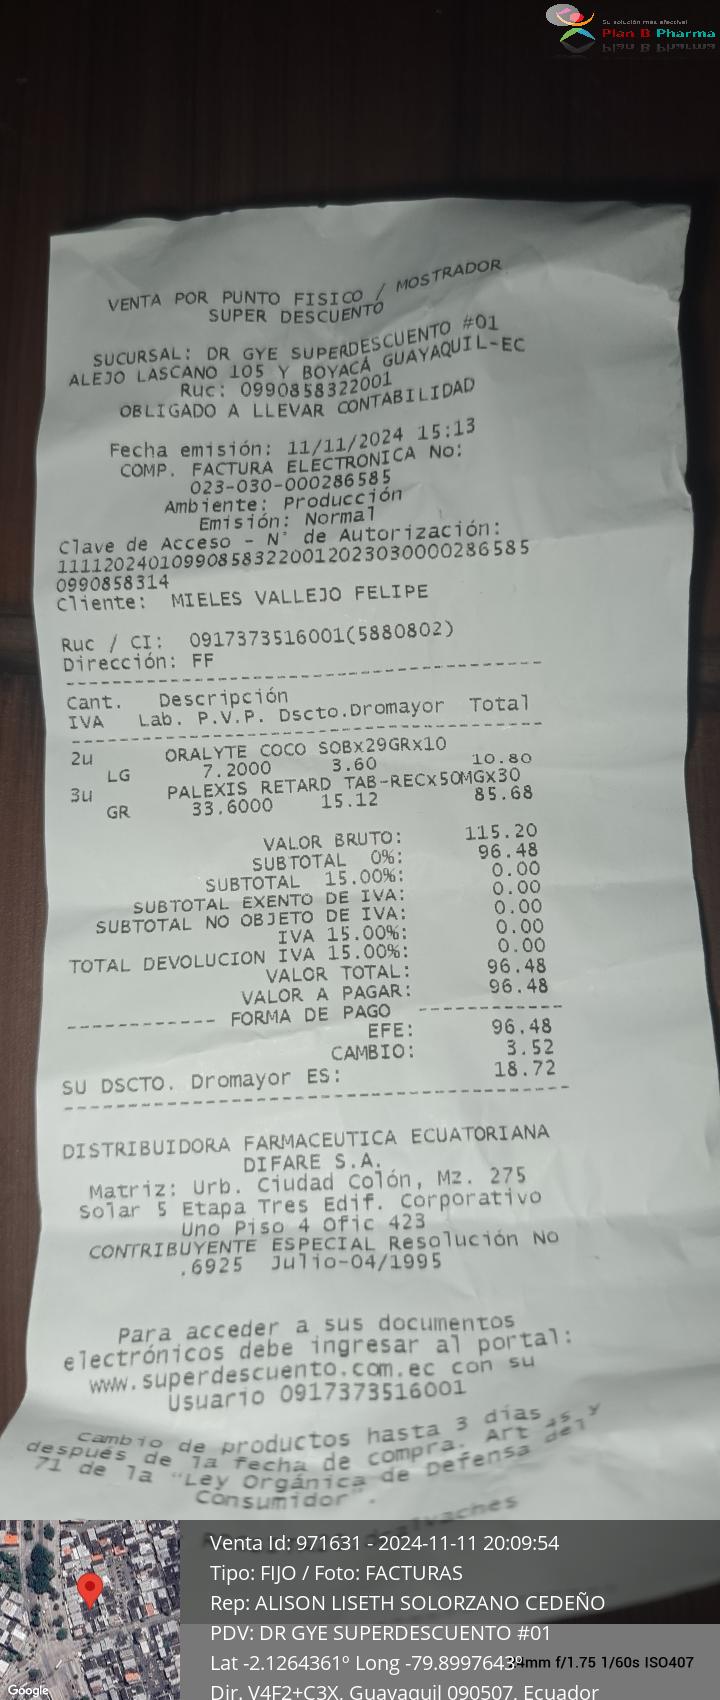 Su solución más efectiva!
Plan B Pharma
VENTA POR PUNTO FISICO / MOSTRADOR
SUPER DESCUENTO
SUCURSAL: DR GYE SUPERDESCUENTO #01
ALEJO LASCANO 105 Y BOYACÁ GUAYAQUIL-EC
Ruc: 0990858322001
OBLIGADO A LLEVAR CONTABILIDAD
Fecha emisión: 11/11/2024 15:13
COMP. FACTURA ELECTRONICA No:
023-030-000286585
Ambiente: Producción
Emisión: Normal
Clave de Acceso - N° de Autorización:
1111202401099085832200120230300000286585
0990858314
Cliente: MIELES VALLEJO FELIPE
Ruc / CI: 0917373516001(5880802)
Dirección: FF
Cant. Descripción
IVA Lab. P.V.P. Dscto.Dromayor Total
2u ORALYTE COCO SOBx29GRx10
LG 7.2000 3.60 10.80
3u PALEXIS RETARD TAB-RECx50MGX30
GR 33.6000 15.12 85.68
VALOR BRUTO: 115.20
SUBTOTAL 0%: 96.48
SUBTOTAL 15.00%: 0.00
SUBTOTAL EXENTO DE IVA: 0.00
SUBTOTAL NO OBJETO DE IVA: 0.00
IVA 15.00%: 0.00
TOTAL DEVOLUCION IVA 15.00%: 0.00
VALOR TOTAL: 96.48
VALOR A PAGAR: 96.48
------------ FORMA DE PAGO ------------
EFE: 96.48
CAMBIO: 3.52
SU DSCTO. Dromayor ES: 18.72
DISTRIBUIDORA FARMACEUTICA ECUATORIANA
DIFARE S.A.
Matriz: Urb. Ciudad Colón, Mz. 275
Solar 5 Etapa Tres Edif. Corporativo
Uno Piso 4 Ofic 423
CONTRIBUYENTE ESPECIAL Resolución No
.6925 Julio-04/1995
Para acceder a sus documentos
electrónicos debe ingresar al portal:
www.superdescuento.com.ec con su
Usuario 0917373516001
Cambio de productos hasta 3 días
después de la fecha de compra. Art y
71 de la "Ley Orgánica de Defensa del
Consumidor".
Venta Id: 971631 - 2024-11-11 20:09:54
Tipo: FIJO / Foto: FACTURAS
Rep: ALISON LISETH SOLORZANO CEDEÑO
PDV: DR GYE SUPERDESCUENTO #01
Lat -2.1264361º Long -79.8997643º
mm f/1.75 1/60s ISO407
Dir. V4F2+C3X, Guayaquil 090507, Ecuador
Google